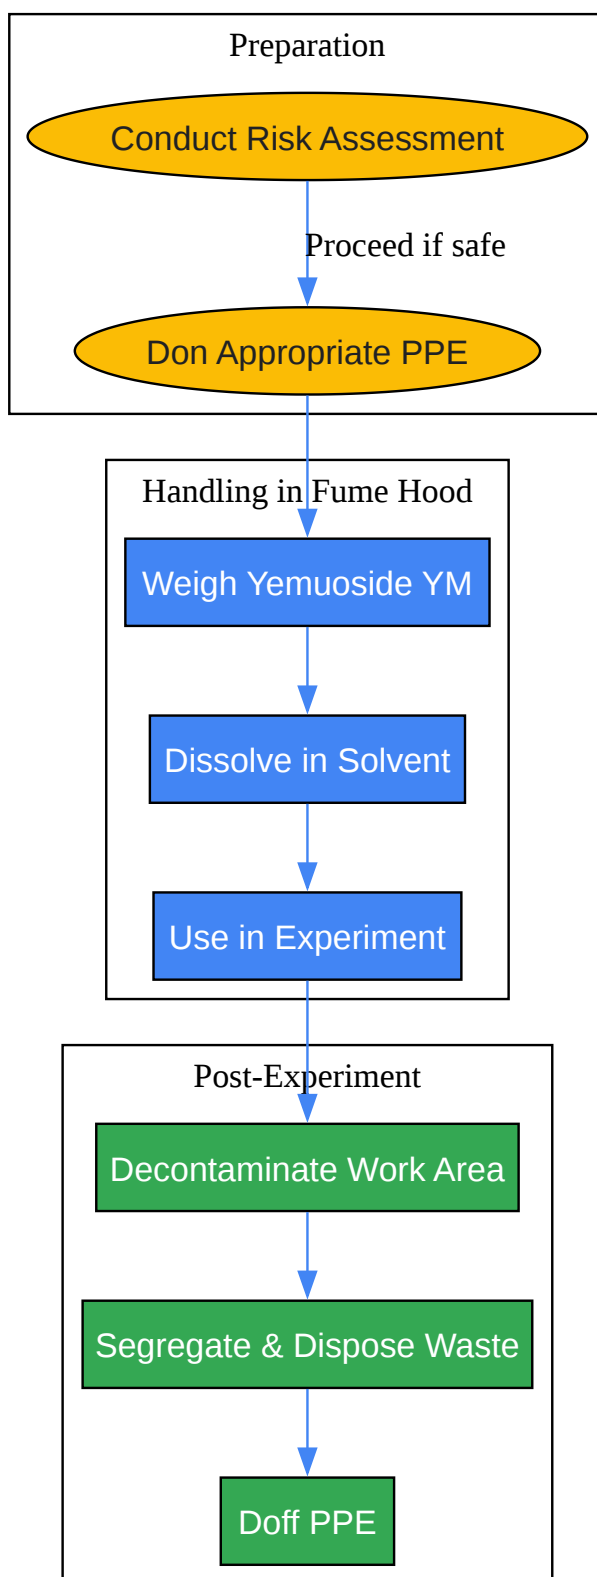 Preparation
Conduct Risk Assessment
Proceed if safe
Don Appropriate PPE
Handling in Fume Hood
Weigh Yemuoside YM
Dissolve in Solvent
Use in Experiment
Post-Experiment
Decontaminate Work Area
Segregate & Dispose Waste
Doff PPE